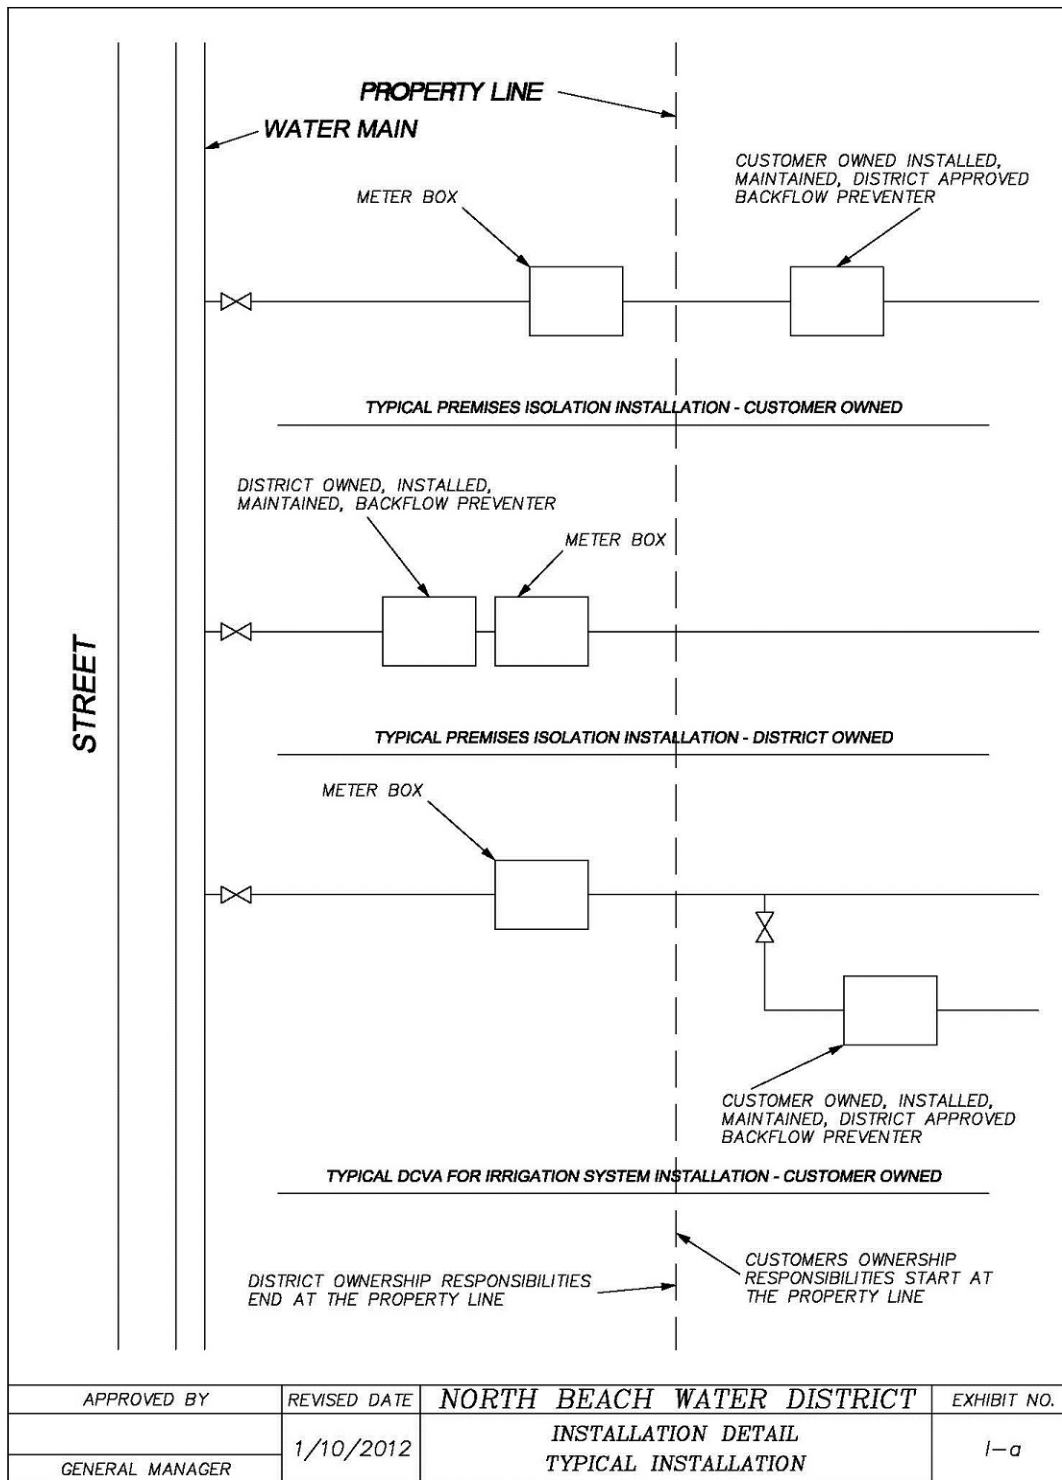 PROPERTY LINE
WATER MAIN
METER BOX
CUSTOMER OWNED INSTALLED,
MAINTAINED, DISTRICT APPROVED
BACKFLOW PREVENTER
TYPICAL PREMISES ISOLATION INSTALLATION - CUSTOMER OWNED
DISTRICT OWNED, INSTALLED,
MAINTAINED, BACKFLOW PREVENTER
METER BOX
STREET
TYPICAL PREMISES ISOLATION INSTALLATION - DISTRICT OWNED
METER BOX
CUSTOMER OWNED, INSTALLED,
MAINTAINED, DISTRICT APPROVED
BACKFLOW PREVENTER
TYPICAL DCVA FOR IRRIGATION SYSTEM INSTALLATION - CUSTOMER OWNED
DISTRICT OWNERSHIP RESPONSIBILITIES
END AT THE PROPERTY LINE
CUSTOMERS OWNERSHIP
RESPONSIBILITIES START AT
THE PROPERTY LINE
APPROVED BY
GENERAL MANAGER
REVISED DATE
1/10/2012
NORTH BEACH WATER DISTRICT
INSTALLATION DETAIL
TYPICAL INSTALLATION
EXHIBIT NO.
1-a